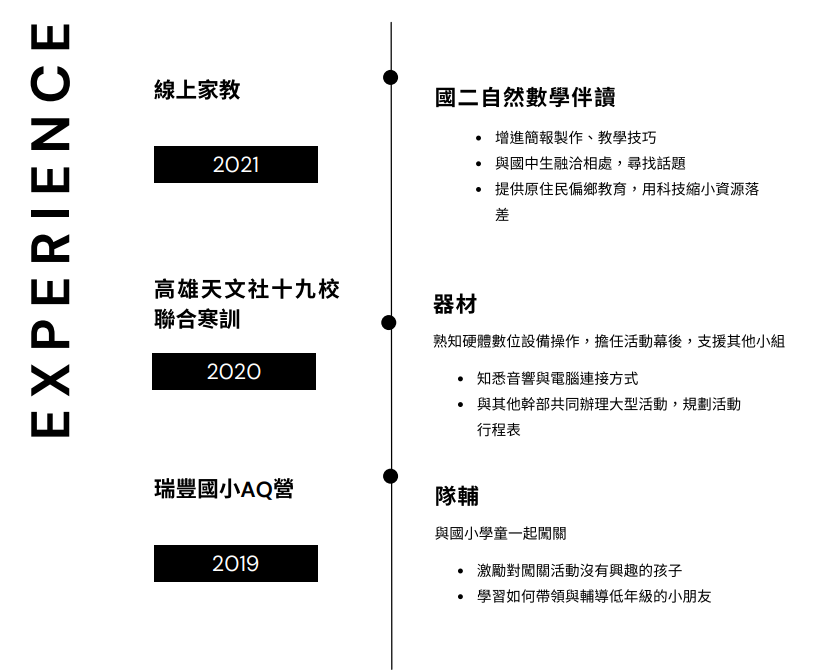 EXPERIENCE
線上家教
2021
國二自然數學伴讀
增進簡報製作、教學技巧
與國中生融洽相處，尋找話題
提供原住民偏鄉教育，用科技縮小資源落
差
高雄天文社十九校
聯合寒訓
2020
器材
熟知硬體數位設備操作，擔任活動幕後，支援其他小組
知悉音響與電腦連接方式
與其他幹部共同辦理大型活動，規劃活動
行程表
瑞豐國小AQ營
2019
隊輔
與國小學童一起闖關
激勵對闖關活動沒有興趣的孩子
學習如何帶領與輔導低年級的小朋友